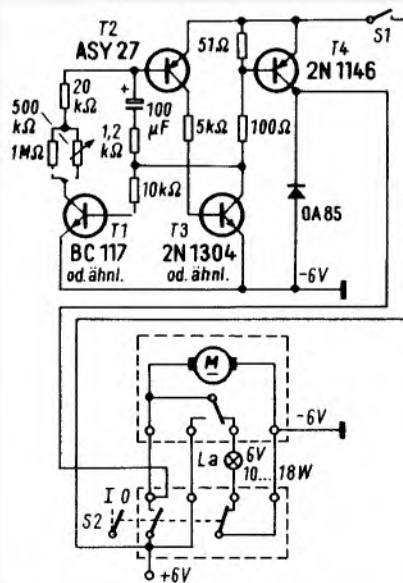 T2
ASY 27
51Ω
T4
2N 1146
S1
20
kΩ
500
kΩ
1MΩ
+
100
µF
1,2
kΩ
5kΩ
100Ω
10kΩ
T1
BC 117
od. ähnl.
T3
2N 1304
od. ähnl.
0A85
-6V
M
-6V
La
6V
10...18W
I 0
S2
+6V